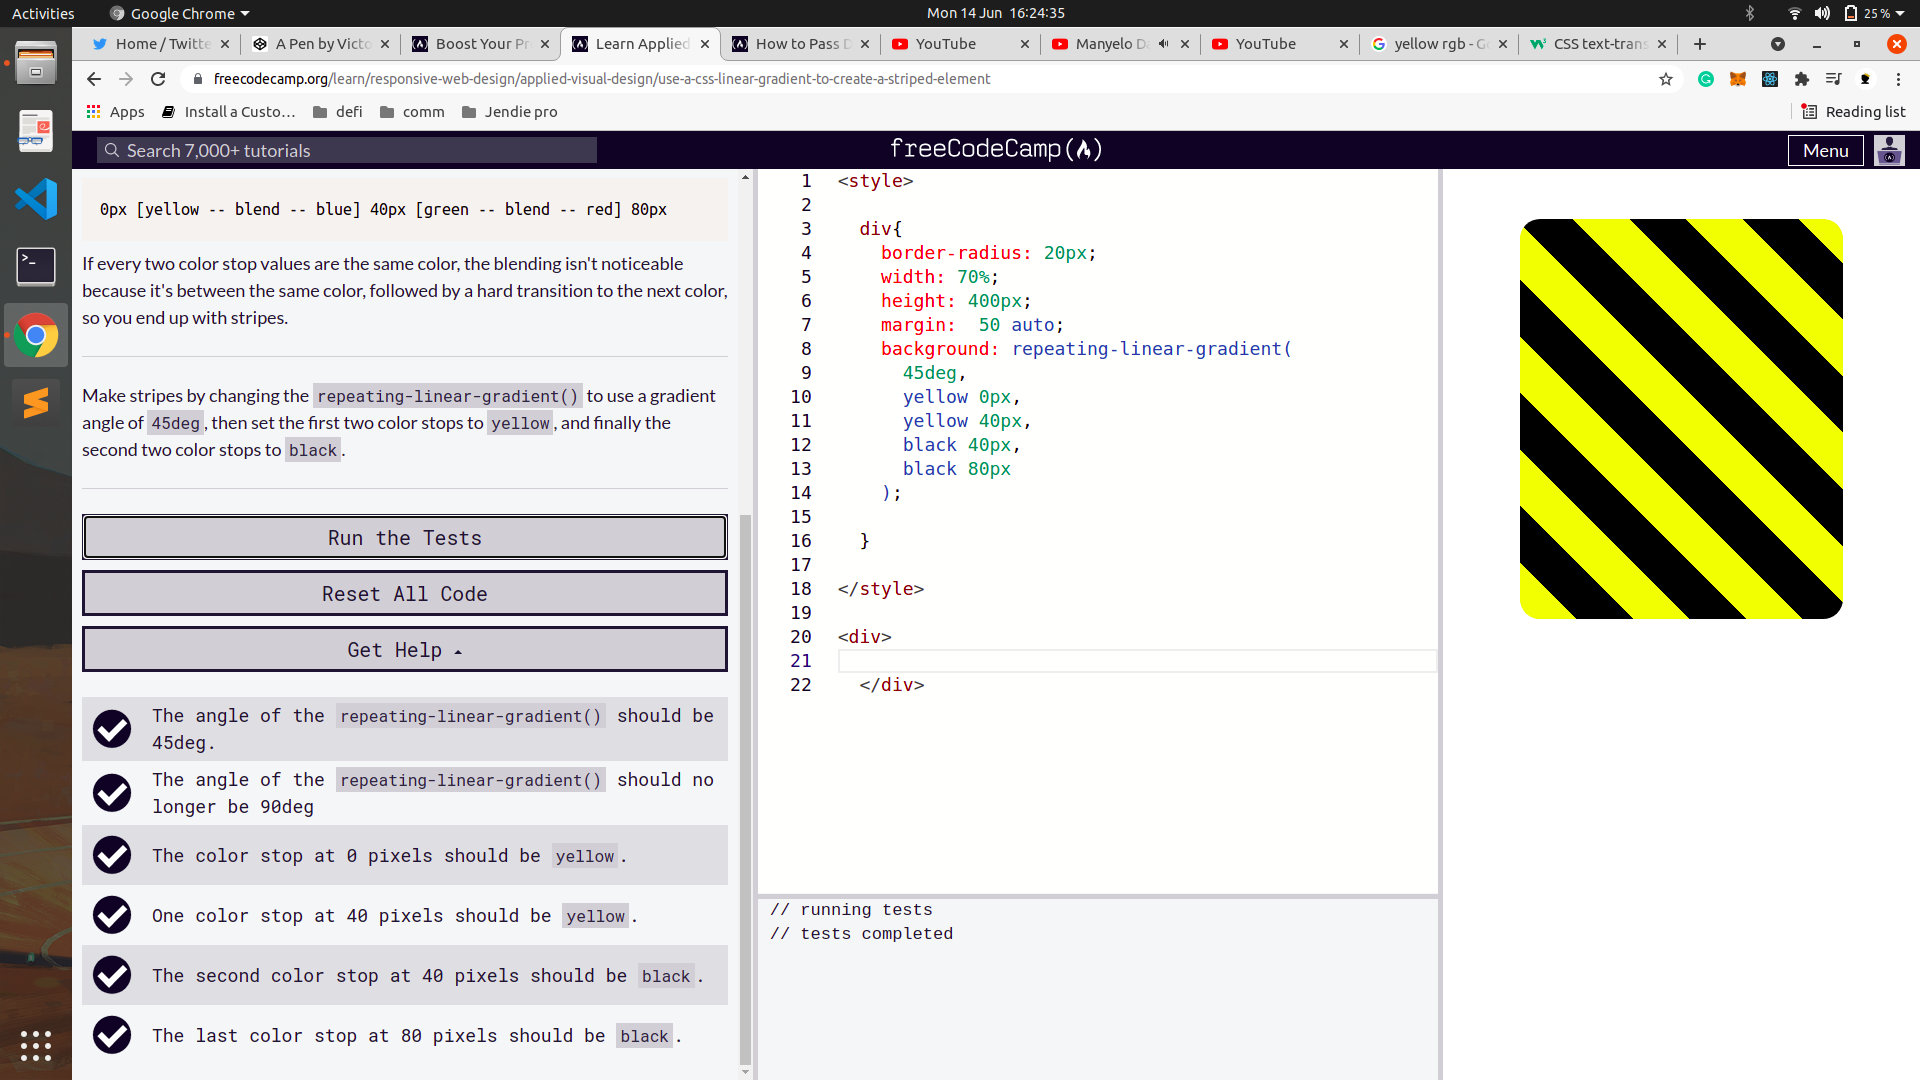 Activities
Google Chrome
Mon 14 Jun 16:24:35
25 %
Home / Twitte
A Pen by Victo
Boost Your Pr
Learn Applied
How to Pass D
YouTube
Manyelo Da
YouTube
yellow rgb - Go
CSS text-trans
freecodecamp.org/learn/responsive-web-design/applied-visual-design/use-a-css-linear-gradient-to-create-a-striped-element
Apps
Install a Custo…
defi
comm
Jendie pro
Reading list
Search 7,000+ tutorials
freeCodeCamp
Menu
0px [yellow -- blend -- blue] 40px [green -- blend -- red] 80px
If every two color stop values are the same color, the blending isn't noticeable
because it's between the same color, followed by a hard transition to the next color,
so you end up with stripes.
Make stripes by changing the repeating-linear-gradient() to use a gradient
angle of 45deg, then set the first two color stops to yellow, and finally the
second two color stops to black.
Run the Tests
Reset All Code
Get Help
The angle of the repeating-linear-gradient() should be
45deg.
The angle of the repeating-linear-gradient() should no
longer be 90deg
The color stop at 0 pixels should be yellow.
One color stop at 40 pixels should be yellow.
The second color stop at 40 pixels should be black.
The last color stop at 80 pixels should be black.
1 <style>
2
3 div{
4 border-radius: 20px;
5 width: 70%;
6 height: 400px;
7 margin:  50 auto;
8 background: repeating-linear-gradient(
9 45deg,
10 yellow 0px,
11 yellow 40px,
12 black 40px,
13 black 80px
14 );
15
16 }
17
18 </style>
19
20 <div>
21
22 </div>
// running tests
// tests completed